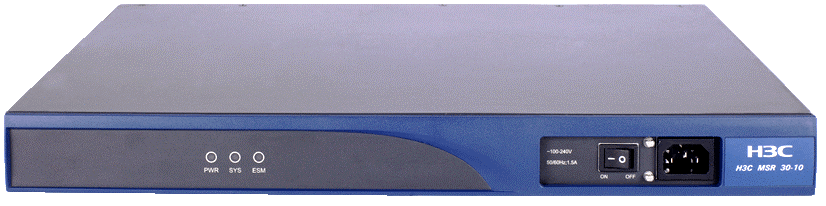 PWR SYS ESM
~100-240V
50/60Hz;1.5A
ON OFF
H3C
H3C MSR 30-10